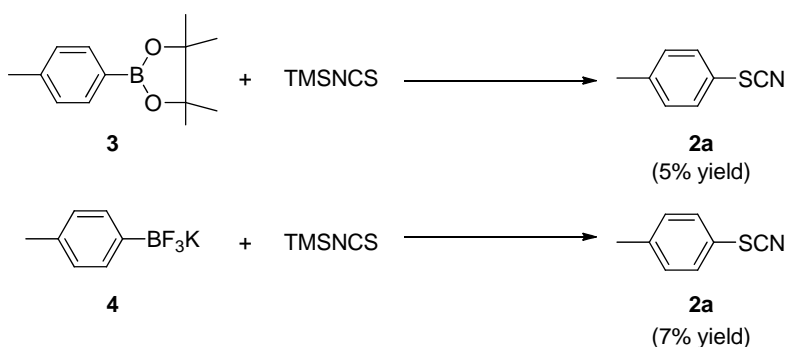 O
B
O
+
TMSNCS
SCN
3
2a
(5% yield)
BF3K
+
TMSNCS
SCN
4
2a
(7% yield)